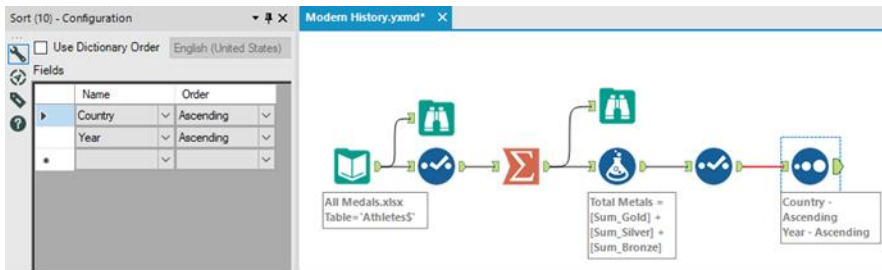 Sort (10) - Configuration
Use Dictionary Order English (United States)
Fields
Name Order
Country Ascending
Year Ascending
Modern History.yxmd*
All Medals.xlsx
Table='Athletes$'
Total Metals =
[Sum_Gold] +
[Sum_Silver] +
[Sum_Bronze]
Country -
Ascending
Year - Ascending